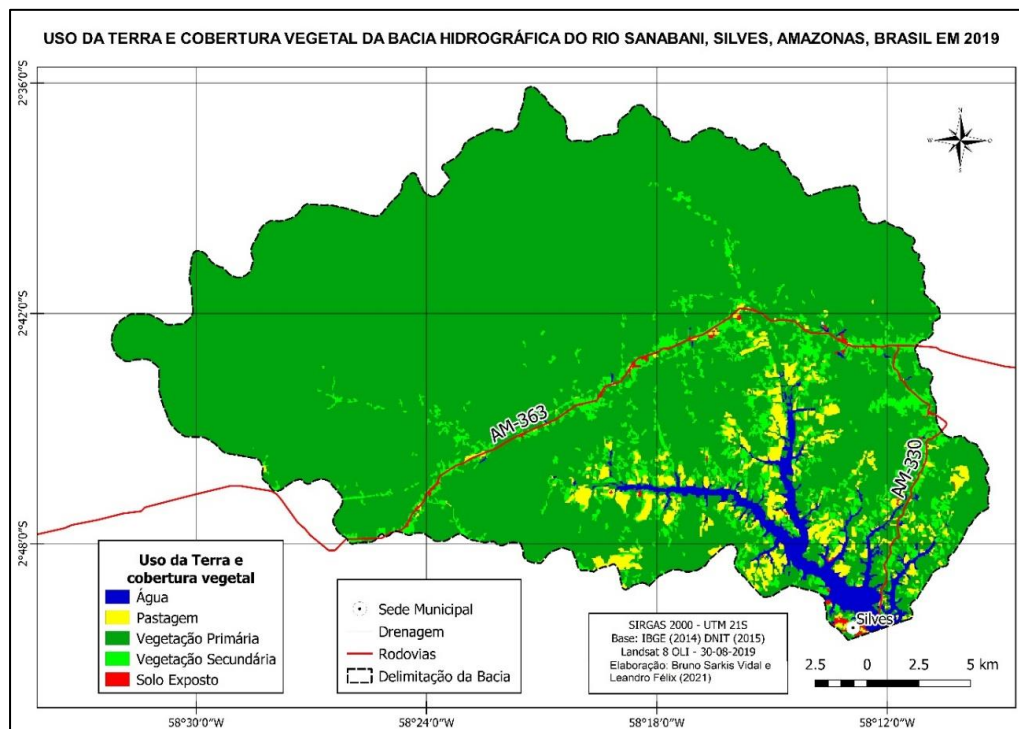 USO DA TERRA E COBERTURA VEGETAL DA BACIA HIDROGRÁFICA DO RIO SANABANI, SILVES, AMAZONAS, BRASIL EM 2019
2°36'0"S
2°42'0"S
2°48'0"S
N
W
O
S
AM-363
AM-330
Silves
Uso da Terra e
cobertura vegetal
Água
Pastagem
Vegetação Primária
Vegetação Secundária
Solo Exposto
Sede Municipal
Drenagem
Rodovias
Delimitação da Bacia
SIRGAS 2000 - UTM 21S
Base: IBGE (2014) DNIT (2015)
Landsat 8 OLI - 30-08-2019
Elaboração: Bruno Sarkis Vidal e
Leandro Félix (2021)
2.5 0 2.5 5 km
58°30'0"W 58°24'0"W 58°18'0"W 58°12'0"W